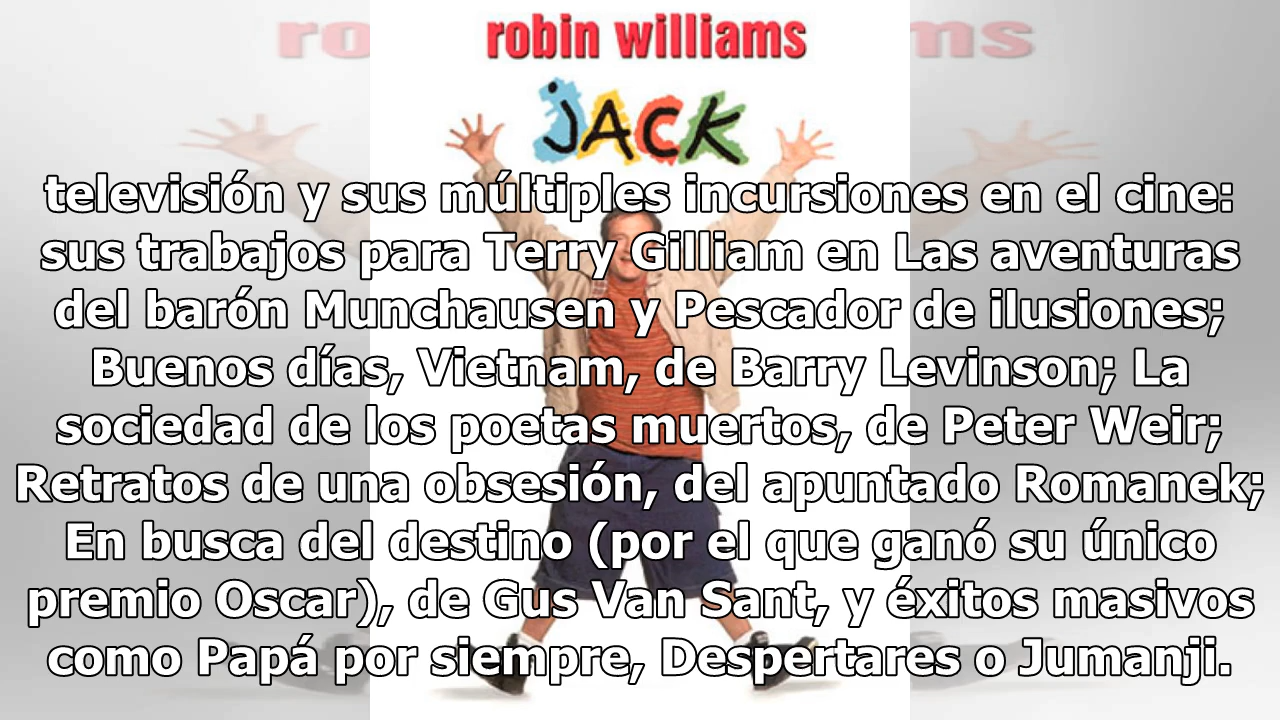 robin williams
JACK
televisión y sus múltiples incursiones en el cine:
sus trabajos para Terry Gilliam en Las aventuras
del barón Munchausen y Pescador de ilusiones;
Buenos días, Vietnam, de Barry Levinson; La
sociedad de los poetas muertos, de Peter Weir;
Retratos de una obsesión, del apuntado Romanek;
En busca del destino (por el que ganó su único
premio Oscar), de Gus Van Sant, y éxitos masivos
como Papá por siempre, Despertares o Jumanji.